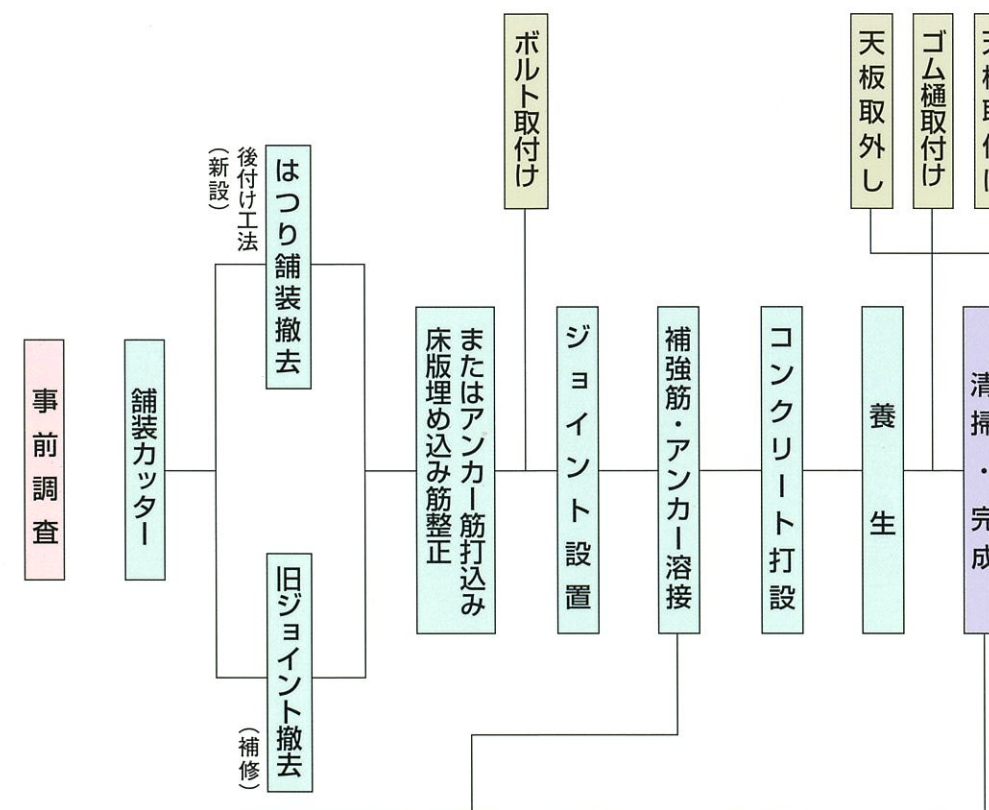 事前調査
舗装カッター
はつり舗装撤去
後付け工法
(新設)
旧ジョイント撤去
(補修)
床版埋め込み筋整正
またはアンカー筋打込み
ボルト取付け
ジョイント設置
補強筋・アンカー溶接
コンクリート打設
養生
天板取外し
ゴム樋取付け
清掃・完成